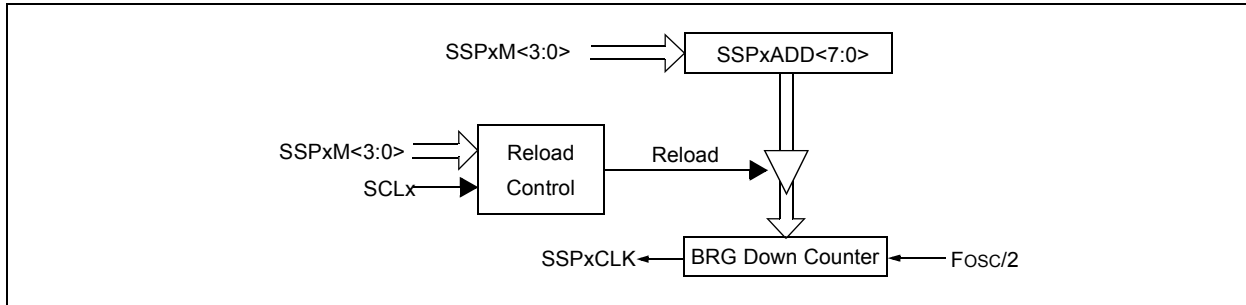 SSPxM<3:0>
SSPxADD<7:0>
SSPxM<3:0>
SCLx
Reload
Control
Reload
SSPxCLK
BRG Down Counter
FOSC/2